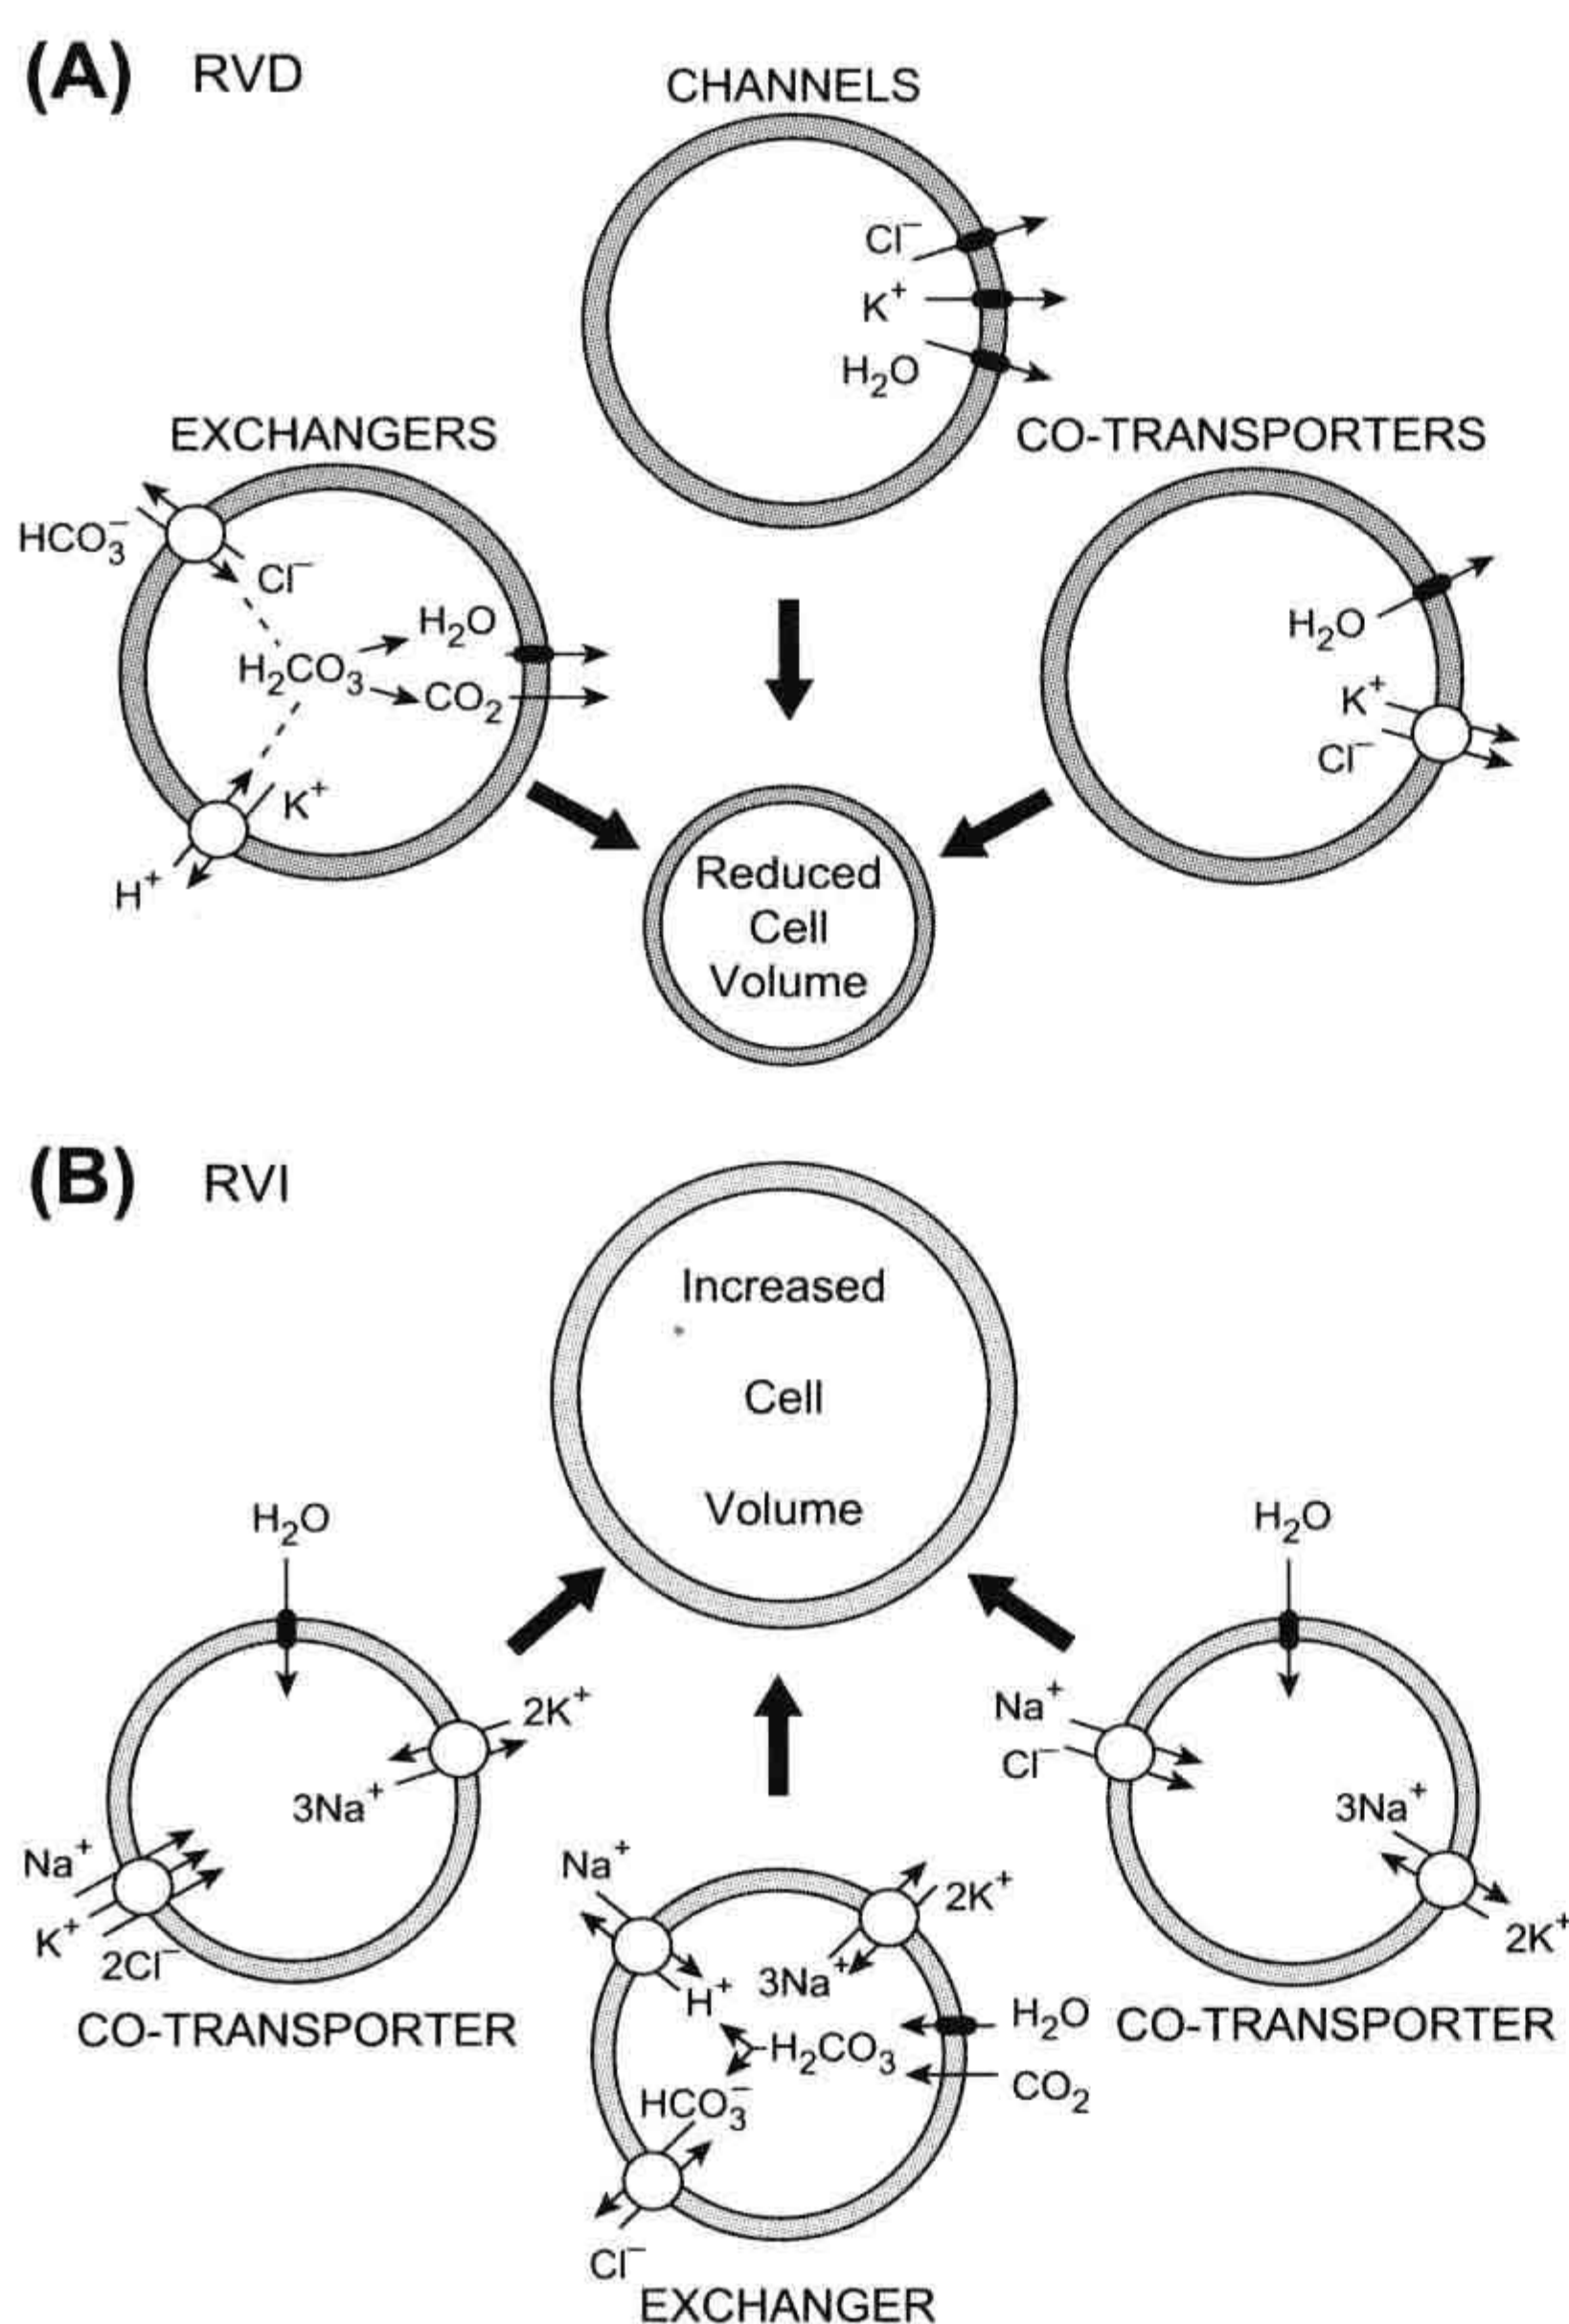 (A) RVD
CHANNELS
Cl⁻
K⁺
H₂O
EXCHANGERS
HCO₃⁻
Cl⁻
H₂O
H₂CO₃
CO₂
K⁺
H⁺
CO-TRANSPORTERS
H₂O
K⁺
Cl⁻
Reduced
Cell
Volume
(B) RVI
Increased
Cell
Volume
H₂O
2K⁺
3Na⁺
Na⁺
K⁺
2Cl⁻
CO-TRANSPORTER
Na⁺
2K⁺
3Na⁺
H⁺
H₂O
H₂CO₃
CO₂
HCO₃⁻
Cl⁻
EXCHANGER
H₂O
Na⁺
Cl⁻
3Na⁺
2K⁺
CO-TRANSPORTER